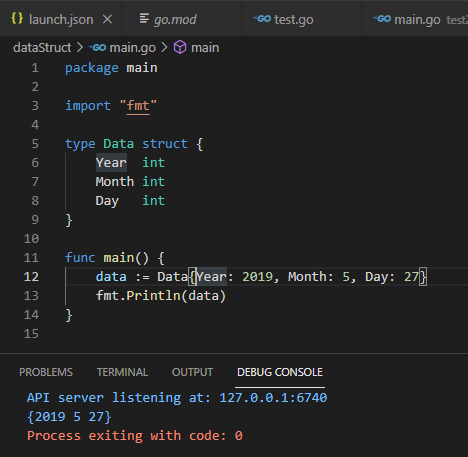 {} launch.json × go.mod test.go main.go test2
dataStruct > main.go > main
1 package main
2
3 import "fmt"
4
5 type Data struct {
6 Year int
7 Month int
8 Day int
9 }
10
11 func main() {
12 data := Data{Year: 2019, Month: 5, Day: 27}
13 fmt.Println(data)
14 }
15
PROBLEMS TERMINAL OUTPUT DEBUG CONSOLE
API server listening at: 127.0.0.1:6740
{2019 5 27}
Process exiting with code: 0